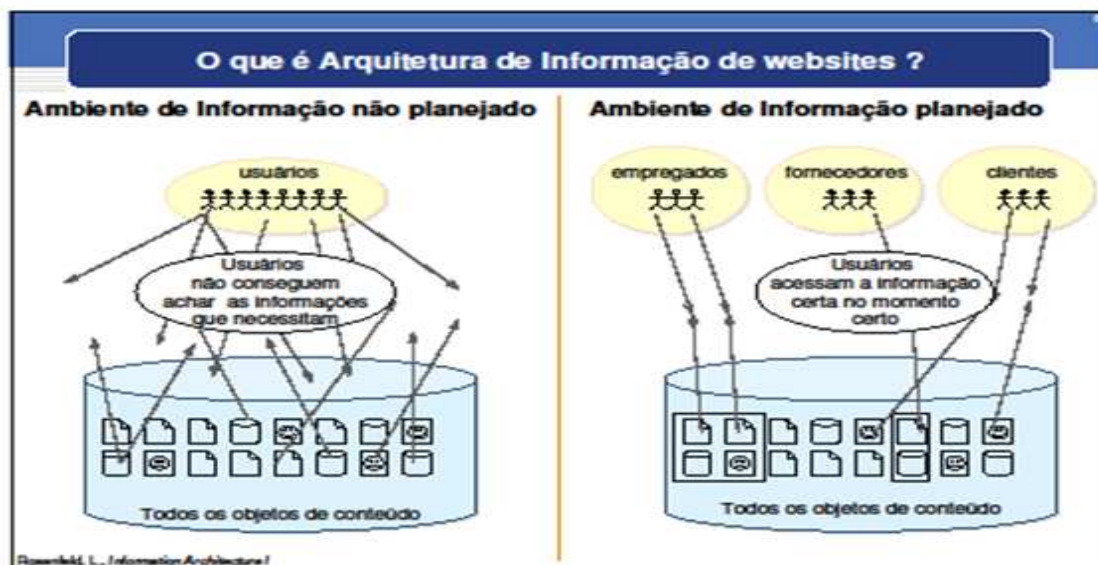 O que é Arquitetura de Informação de websites ?
Ambiente de Informação não planejado
usuários
Usuários
não conseguem
achar as informações
que necessitam
Todos os objetos de conteúdo
Ambiente de Informação planejado
empregados
fornecedores
clientes
Usuários
acessam a informação
certa no momento
certo
Todos os objetos de conteúdo
Rosenfeld, L., Information Architecture I